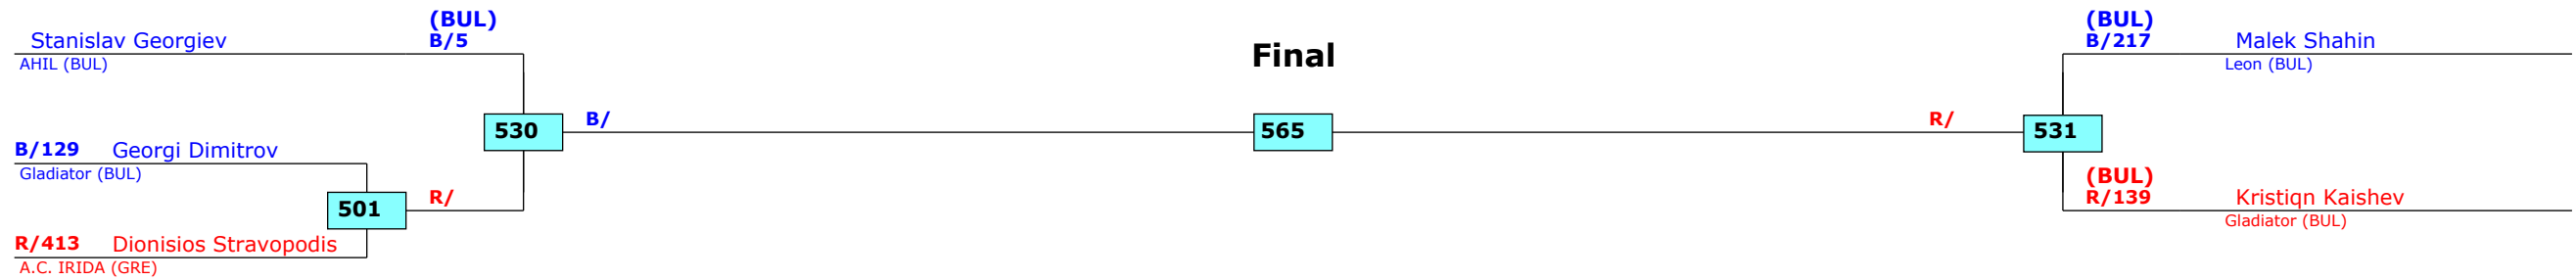 (BUL)
Stanislav Georgiev B/5
AHIL (BUL)
530
B/
B/129 Georgi Dimitrov
Gladiator (BUL)
501
R/
R/413 Dionisios Stravopodis
A.C. IRIDA (GRE)
Final
565
(BUL)
B/217 Malek Shahin
Leon (BUL)
R/
531
(BUL)
R/139 Kristiqn Kaishev
Gladiator (BUL)